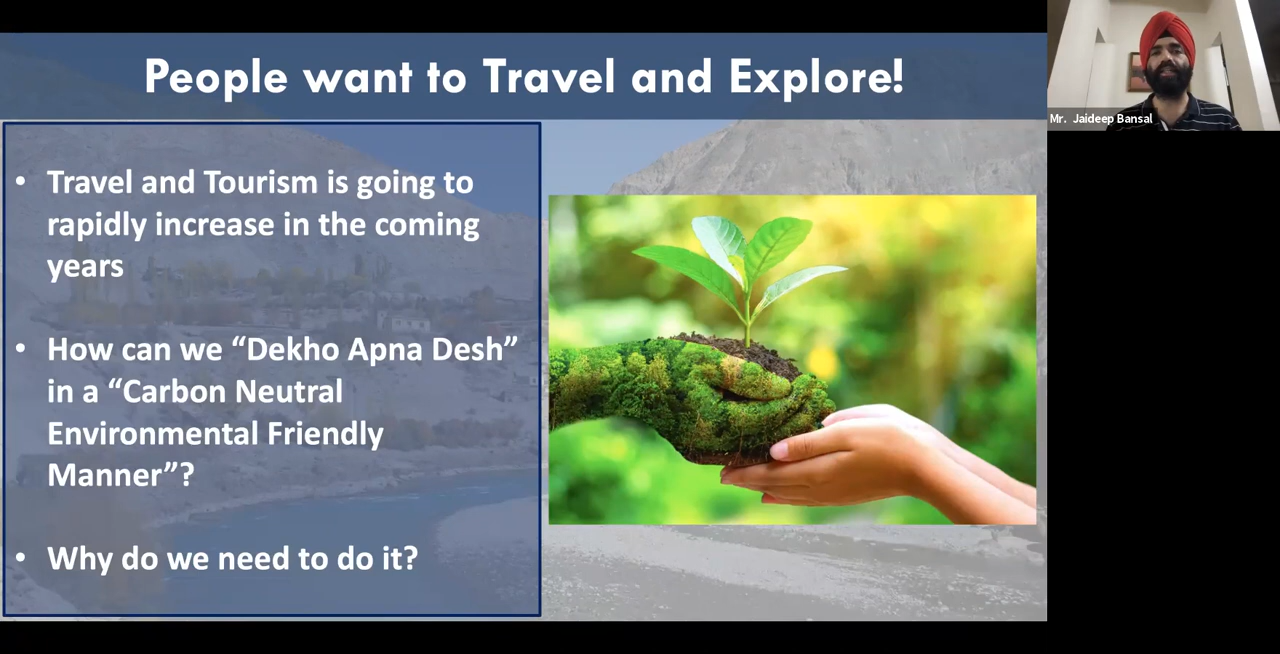 People want to Travel and Explore!
• Travel and Tourism is going to
rapidly increase in the coming
years
• How can we “Dekho Apna Desh”
in a “Carbon Neutral
Environmental Friendly
Manner”?
• Why do we need to do it?
Mr.  Jaideep Bansal